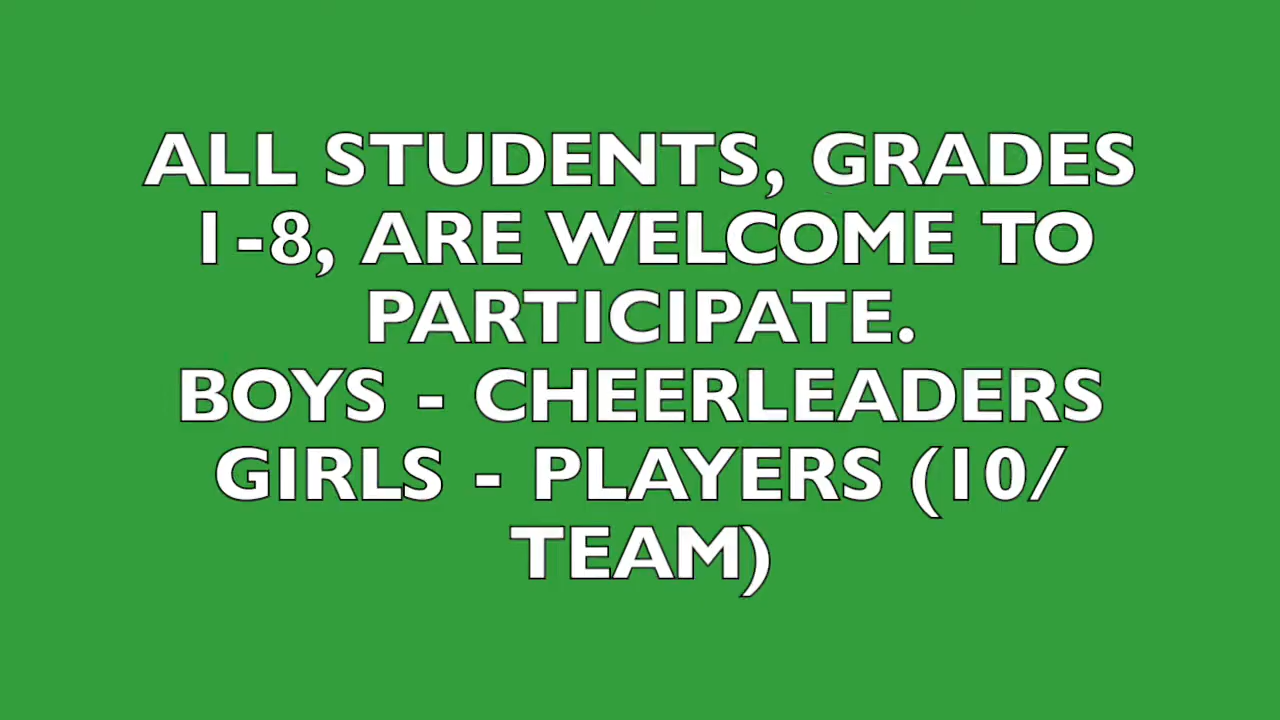 ALL STUDENTS, GRADES
1-8, ARE WELCOME TO
PARTICIPATE.
BOYS - CHEERLEADERS
GIRLS - PLAYERS (10/
TEAM)